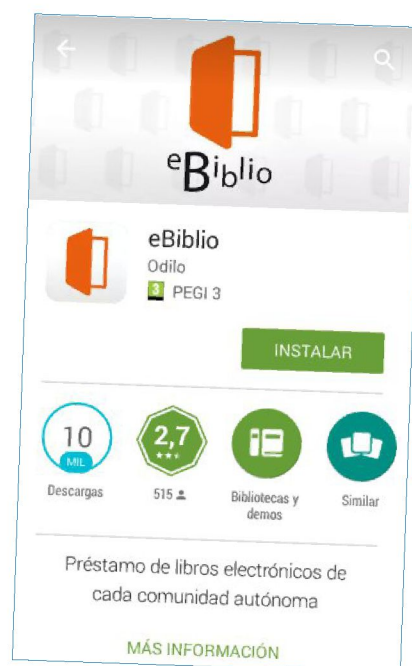 eBiblio
eBiblio
Odilo
3 PEGI 3
INSTALAR
10
MIL
2,7
Descargas
515
Bibliotecas y
demos
Similar
Préstamo de libros electrónicos de
cada comunidad autónoma
MÁS INFORMACIÓN